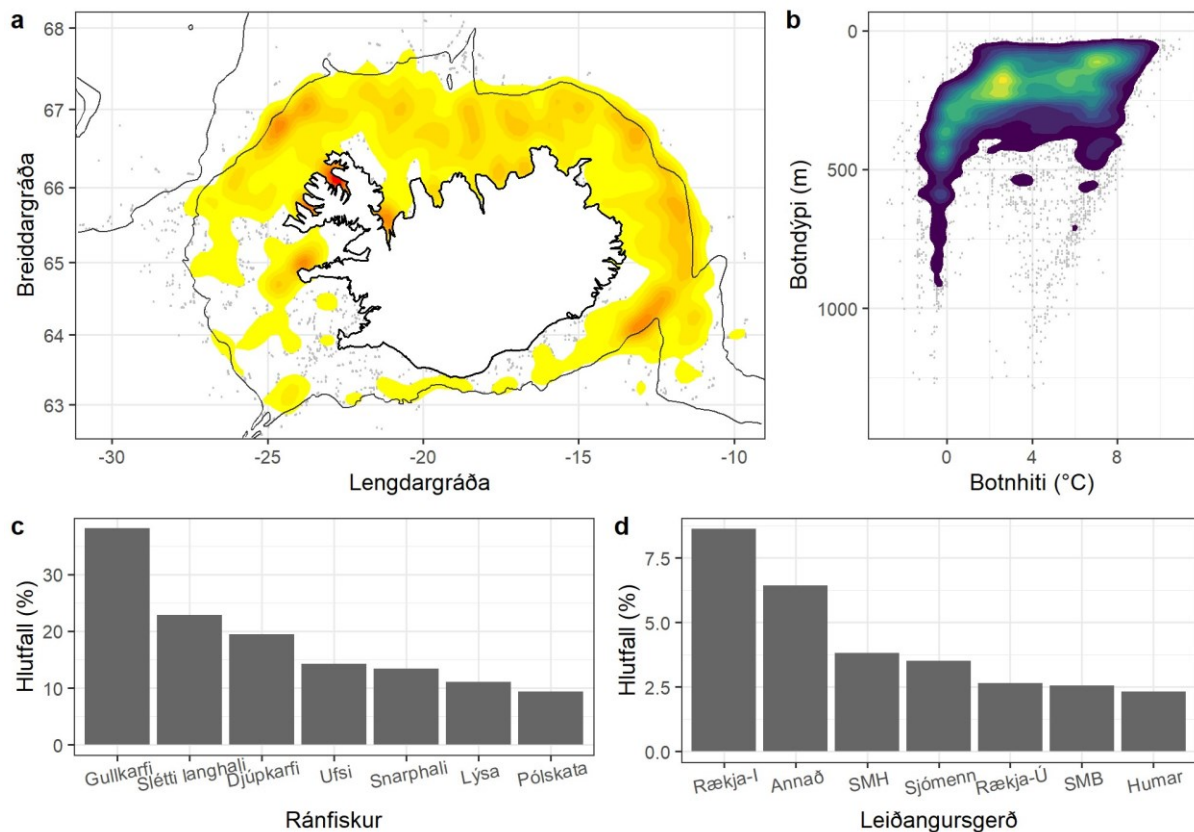 a
68
67
66
65
64
63
Breiddargráða
-30
-25
-20
-15
-10
Lengdargráða
b
0
500
1000
Botndýpi (m)
0
4
8
Botnhiti (°C)
c
30
20
10
0
Hlutfall (%)
Gullkarfi
Slétti langhali
Djúpkarfi
Ufsi
Snarphali
Lýsa
Pólskata
Ránfiskur
d
7.5
5.0
2.5
0.0
Hlutfall (%)
Rækja-I
Annað
SMH
Sjómenn
Rækja-Ú
SMB
Humar
Leiðangursgerð